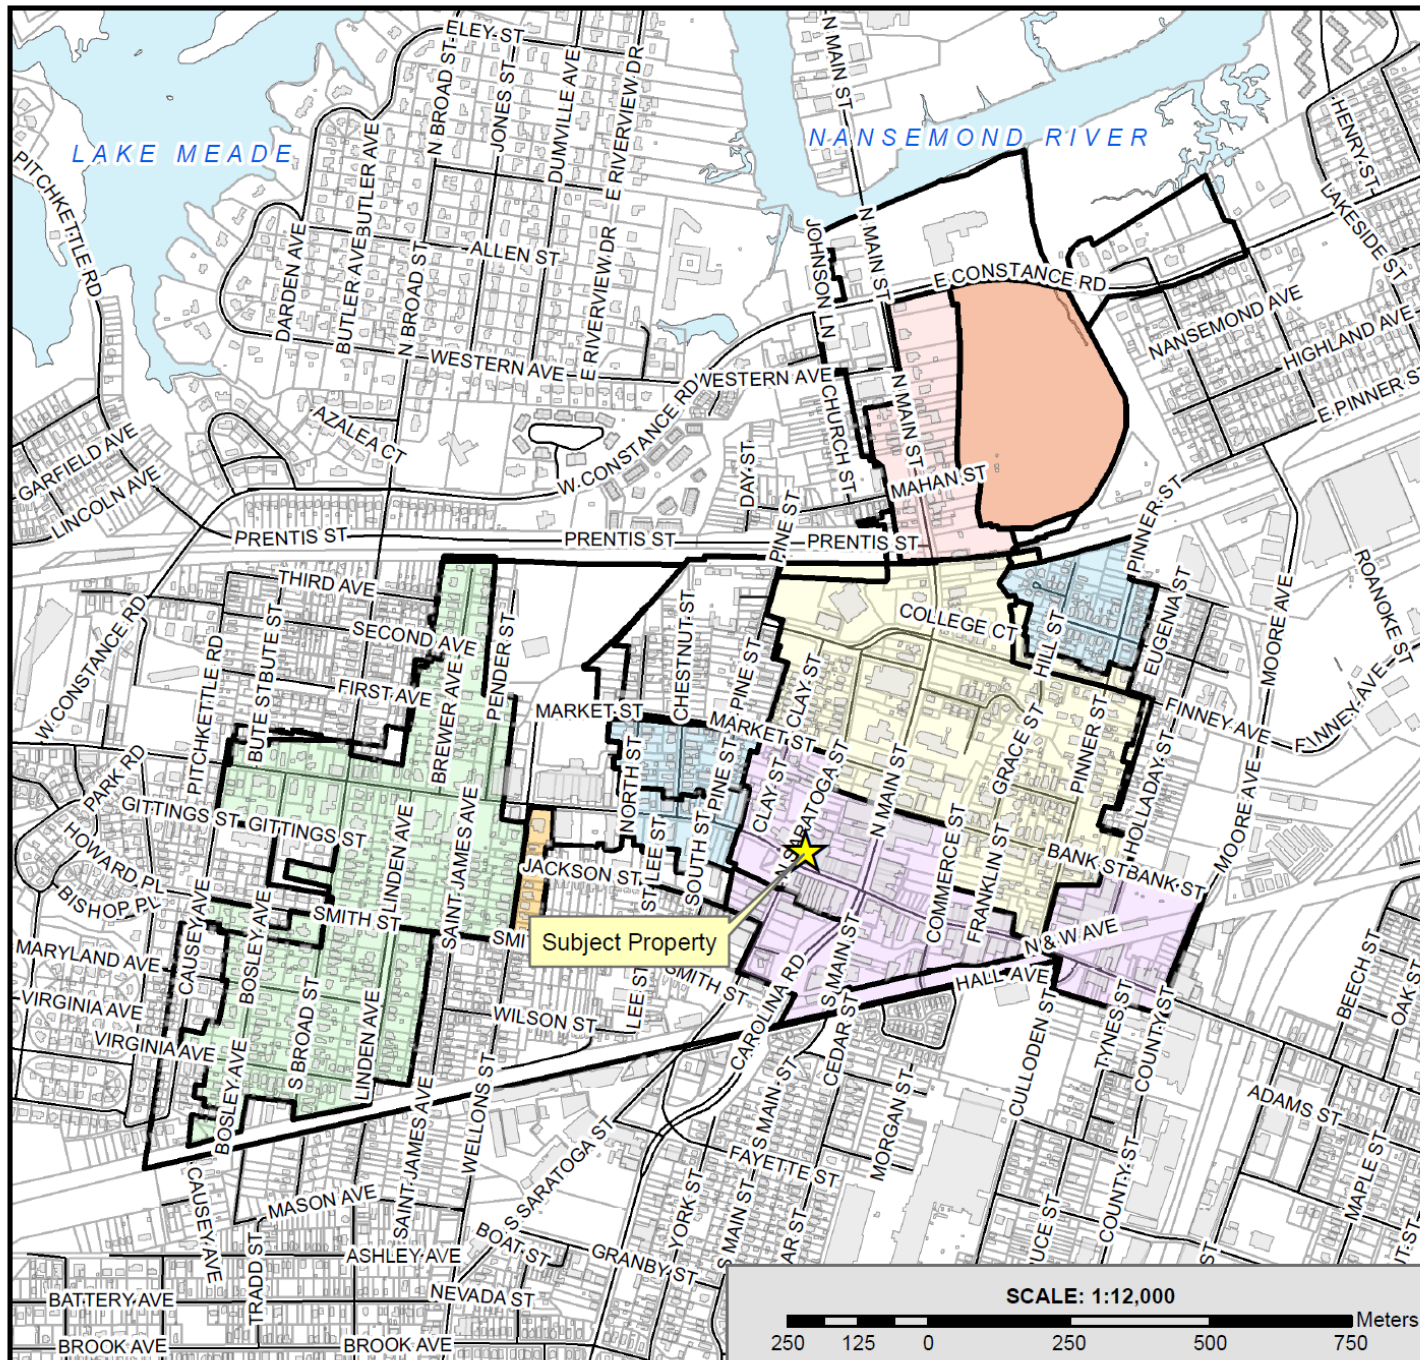 ELEY ST
N BROAD ST
JONES ST
DUMVILLE AVE
E RIVERVIEW DR
N MAIN ST
HENRY ST
LAKE MEADE
NANSEMOND RIVER
PITCHKETTLE RD
BUTLER AVE
LAKESIDE ST
DARDEN AVE
BUTLER AVE
N BROAD ST
ALLEN ST
E RIVERVIEW DR
JOHNSON LN
N MAIN ST
E CONSTANCE RD
NANSEMOND AVE
HIGHLAND AVE
WESTERN AVE
WESTERN AVE
E PINNER ST
AZALEA CT
W CONSTANCE RD
CHURCH ST
N MAIN ST
GARFIELD AVE
LINCOLN AVE
DAY ST
MAHAN ST
PINNER ST
PRENTIS ST
PRENTIS ST
PRENTIS ST
PINE ST
ROANOKE ST
THIRD AVE
W CONSTANCE RD
BUTE ST
BUTE ST
SECOND AVE
PENDER ST
CHESTNUT ST
COLLEGE CT
HILL ST
EUGENIA ST
MOORE AVE
PITCHKETTLE RD
FIRST AVE
BREWER AVE
PINE ST
CLAY ST
MARKET ST
MARKET ST
FINNEY AVE
FINNEY AVE
PARK RD
GITTINGS ST
GITTINGS ST
HOWARD PL
BISHOP PL
LINDEN AVE
SAINT JAMES AVE
NORTH ST
PINE ST
CLAY ST
N SARATOGA ST
N MAIN ST
GRACE ST
PINNER ST
HOLLADAY ST
MOORE AVE
COMMERCE ST
FRANKLIN ST
BANK ST
BANK ST
JACKSON ST
LEE ST
SOUTH ST
SMITH ST
Subject Property
CAUSEY AVE
BOSLEY AVE
MARYLAND AVE
VIRGINIA AVE
VIRGINIA AVE
S BROAD ST
LINDEN AVE
WILSON ST
LEE ST
SMITH ST
CAROLINA RD
S MAIN ST
CEDAR ST
N & W AVE
HALL AVE
BEECH ST
OAK ST
CULLODEN ST
TYNES ST
COUNTY ST
BOSLEY AVE
SAINT JAMES AVE
WELLONS ST
S SARATOGA ST
S MAIN ST
MORGAN ST
ADAMS ST
FAYETTE ST
COUNTY ST
MAPLE ST
CAUSEY AVE
MASON AVE
TRADD ST
ASHLEY AVE
BOAT ST
GRANBY ST
YORK ST
S MAIN ST
BATTERY AVE
NEVADA ST
BROOK AVE
BROOK AVE
SCALE: 1:12,000
Meters
250 125 0 250 500 750